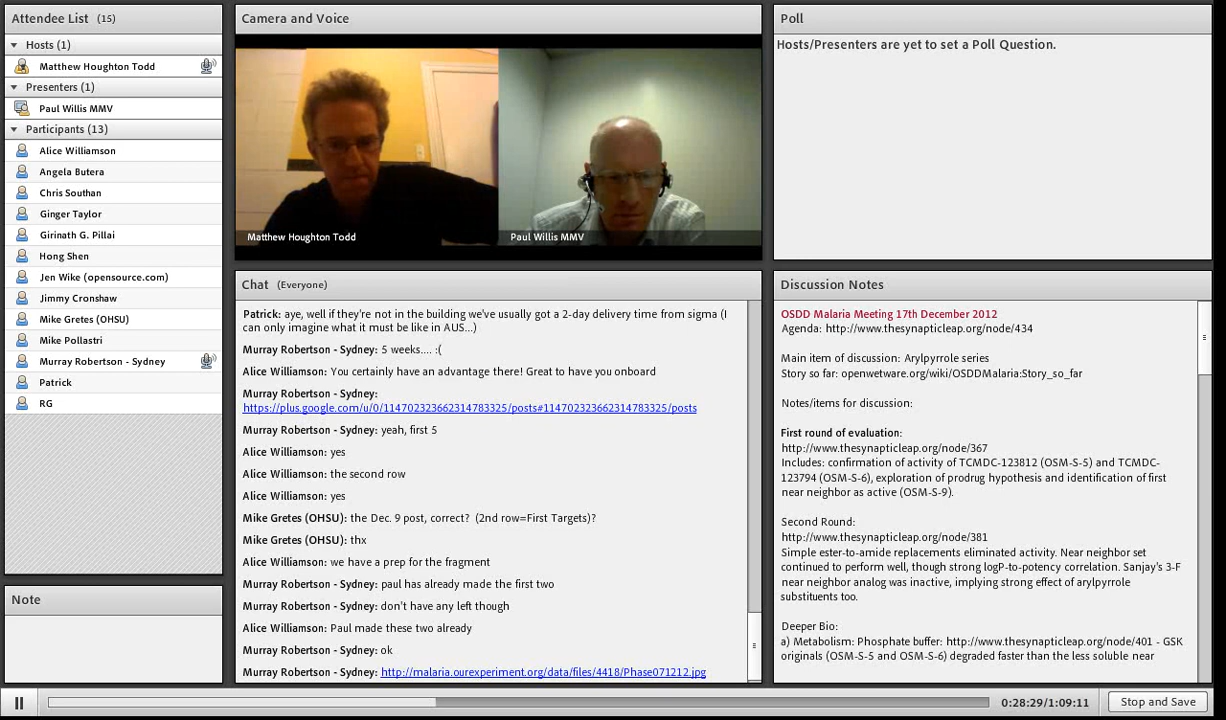 Attendee List (15)
Hosts (1)
Matthew Houghton Todd
Presenters (1)
Paul Willis MMV
Participants (13)
Alice Williamson
Angela Butera
Chris Southan
Ginger Taylor
Girinath G. Pillai
Hong Shen
Jen Wike (opensource.com)
Jimmy Cronshaw
Mike Gretes (OHSU)
Mike Pollastri
Murray Robertson - Sydney
Patrick
RG
Note
Camera and Voice
Matthew Houghton Todd
Paul Willis MMV
Chat (Everyone)
Patrick: aye, well if they're not in the building we've usually got a 2-day delivery time from sigma (I
can only imagine what it must be like in AUS...)
Murray Robertson - Sydney: 5 weeks.... :(
Alice Williamson: You certainly have an advantage there! Great to have you onboard
Murray Robertson - Sydney:
https://plus.google.com/u/0/114702323662314783325/posts#114702323662314783325/posts
Murray Robertson - Sydney: yeah, first 5
Alice Williamson: yes
Alice Williamson: the second row
Alice Williamson: yes
Mike Gretes (OHSU): the Dec. 9 post, correct? (2nd row=First Targets)?
Mike Gretes (OHSU): thx
Alice Williamson: we have a prep for the fragment
Murray Robertson - Sydney: paul has already made the first two
Murray Robertson - Sydney: don't have any left though
Alice Williamson: Paul made these two already
Murray Robertson - Sydney: ok
Murray Robertson - Sydney: http://malaria.ourexperiment.org/data/files/4418/Phase071212.jpg
Poll
Hosts/Presenters are yet to set a Poll Question.
Discussion Notes
OSDD Malaria Meeting 17th December 2012
Agenda: http://www.thesynapticleap.org/node/434
Main item of discussion: Arylpyrrole series
Story so far: openwetware.org/wiki/OSDDMalaria:Story_so_far
Notes/items for discussion:
First round of evaluation:
http://www.thesynapticleap.org/node/367
Includes: confirmation of activity of TCMDC-123812 (OSM-S-5) and TCMDC-
123794 (OSM-S-6), exploration of prodrug hypothesis and identification of first
near neighbor as active (OSM-S-9).
Second Round:
http://www.thesynapticleap.org/node/381
Simple ester-to-amide replacements eliminated activity. Near neighbor set
continued to perform well, though strong logP-to-potency correlation. Sanjay's 3-F
near neighbor analog was inactive, implying strong effect of arylpyrrole
substituents too.
Deeper Bio:
a) Metabolism: Phosphate buffer: http://www.thesynapticleap.org/node/401 - GSK
originals (OSM-S-5 and OSM-S-6) degraded faster than the less soluble near
0:28:29/1:09:11
Stop and Save